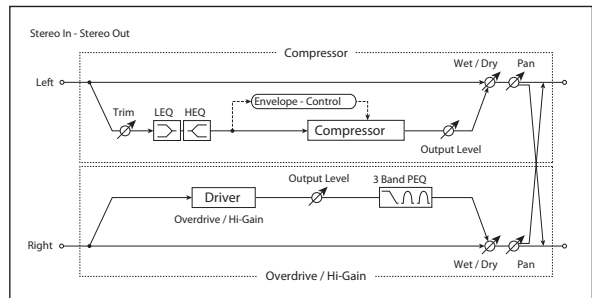 Stereo In - Stereo Out
Compressor
Wet / Dry
Pan
Left
Trim
LEQ
HEQ
Envelope - Control
Compressor
Output Level
Output Level
3 Band PEQ
Driver
Overdrive / Hi-Gain
Right
Wet / Dry
Pan
Overdrive / Hi-Gain